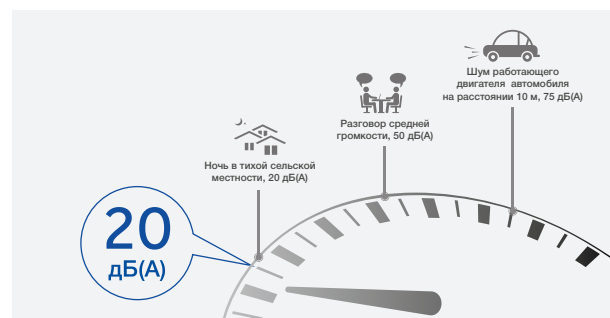 Шум работающего
двигателя автомобиля
на расстоянии 10 м, 75 дБ(А)
Разговор средней
громкости, 50 дБ(А)
Ночь в тихой сельской
местности, 20 дБ(А)
20
дБ(А)